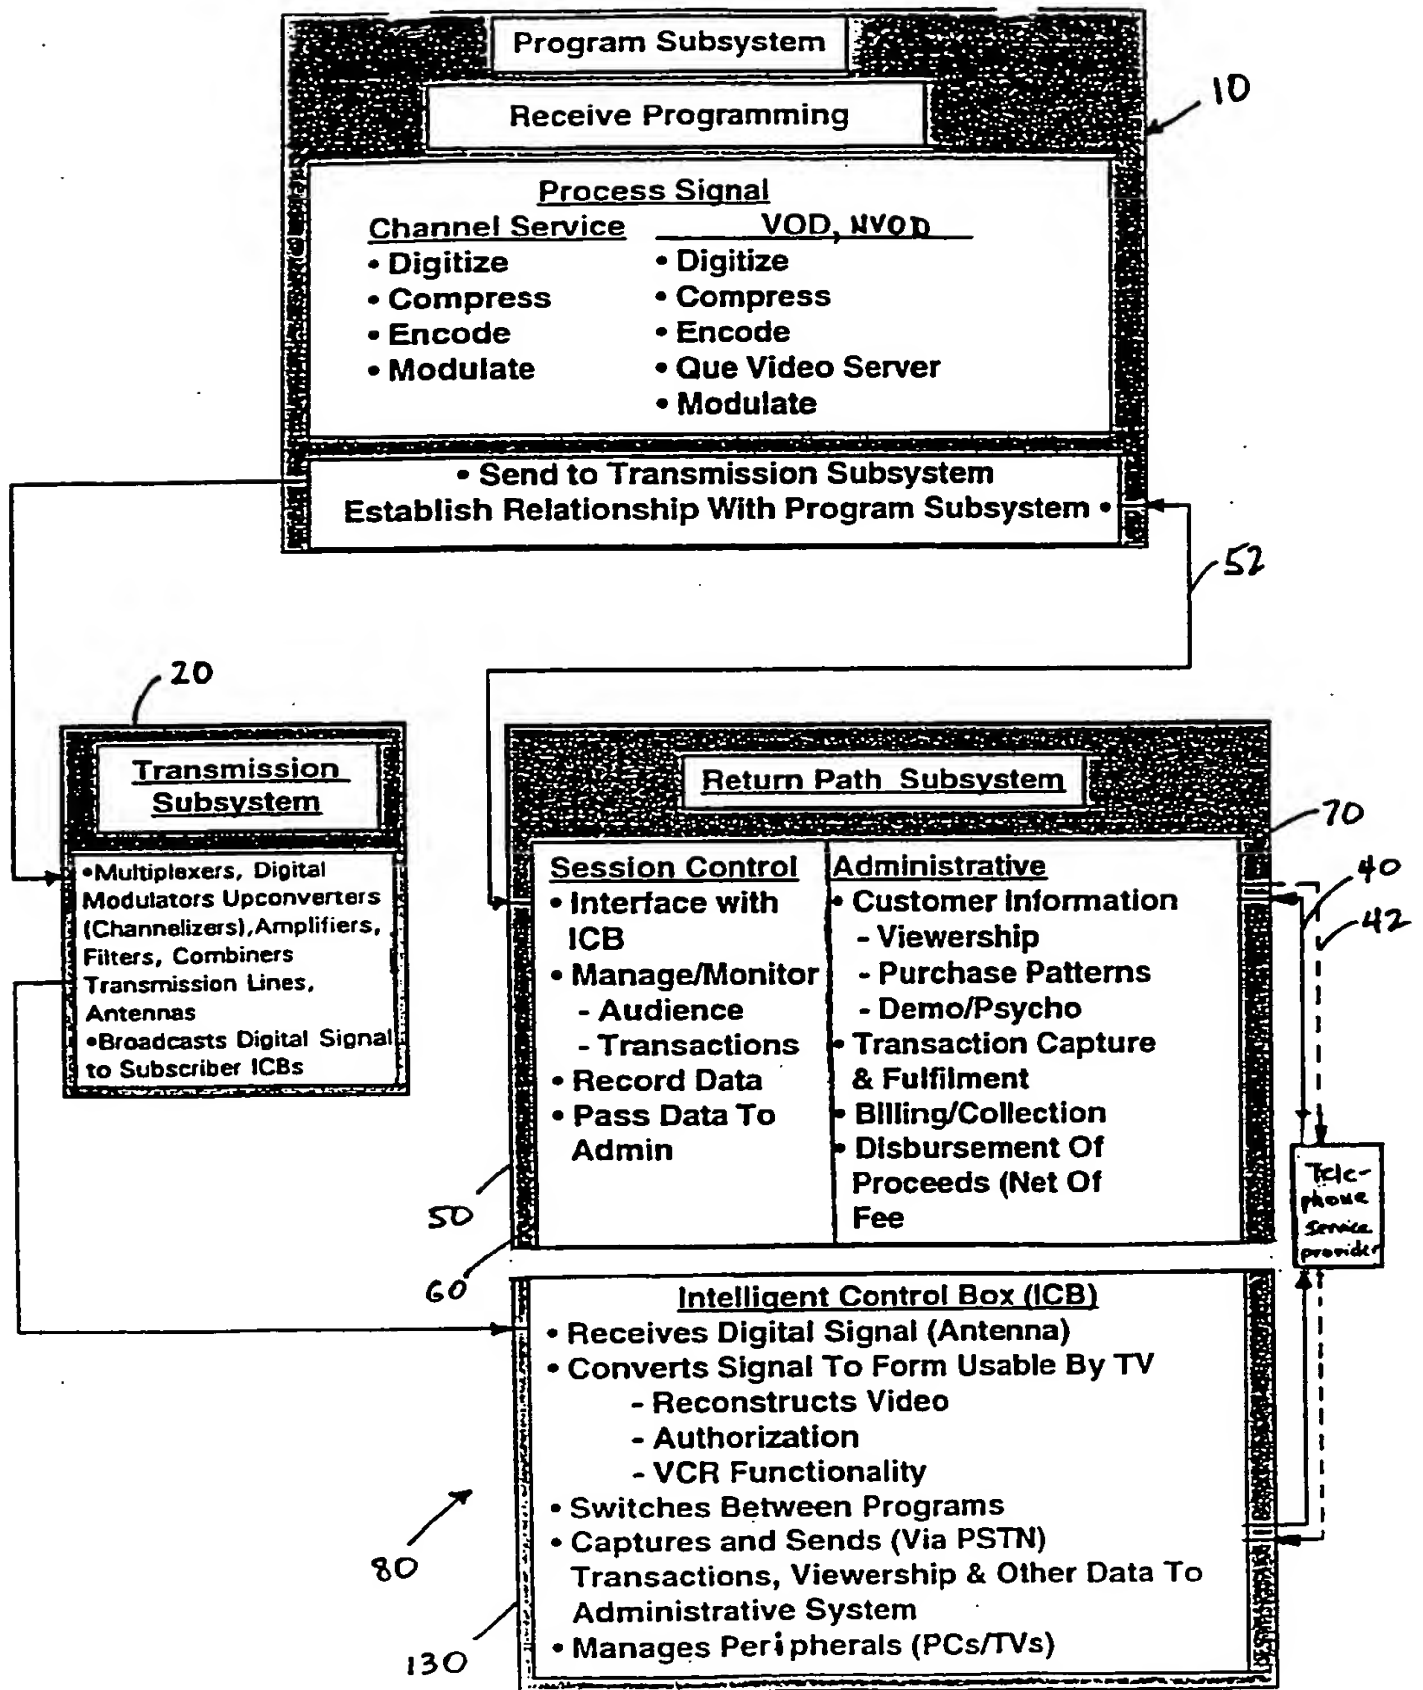 Program Subsystem
Receive Programming
10
Process Signal
Channel Service
• Digitize
• Compress
• Encode
• Modulate
VOD, NVOD
• Digitize
• Compress
• Encode
• Que Video Server
• Modulate
• Send to Transmission Subsystem
Establish Relationship With Program Subsystem •
52
20
Transmission
Subsystem
•Multiplexers, Digital
Modulators Upconverters
(Channelizers),Amplifiers,
Filters, Combiners
Transmission Lines,
Antennas
•Broadcasts Digital Signal
to Subscriber ICBs
Return Path Subsystem
70
40
42
Session Control
• Interface with
ICB
• Manage/Monitor
- Audience
- Transactions
• Record Data
• Pass Data To
Admin
Administrative
• Customer Information
- Viewership
- Purchase Patterns
- Demo/Psycho
• Transaction Capture
& Fulfilment
• Billing/Collection
• Disbursement Of
Proceeds (Net Of
Fee
50
60
Tele-
phone
service
provider
Intelligent Control Box (ICB)
• Receives Digital Signal (Antenna)
• Converts Signal To Form Usable By TV
- Reconstructs Video
- Authorization
- VCR Functionality
• Switches Between Programs
• Captures and Sends (Via PSTN)
Transactions, Viewership & Other Data To
Administrative System
• Manages Peripherals (PCs/TVs)
80
130